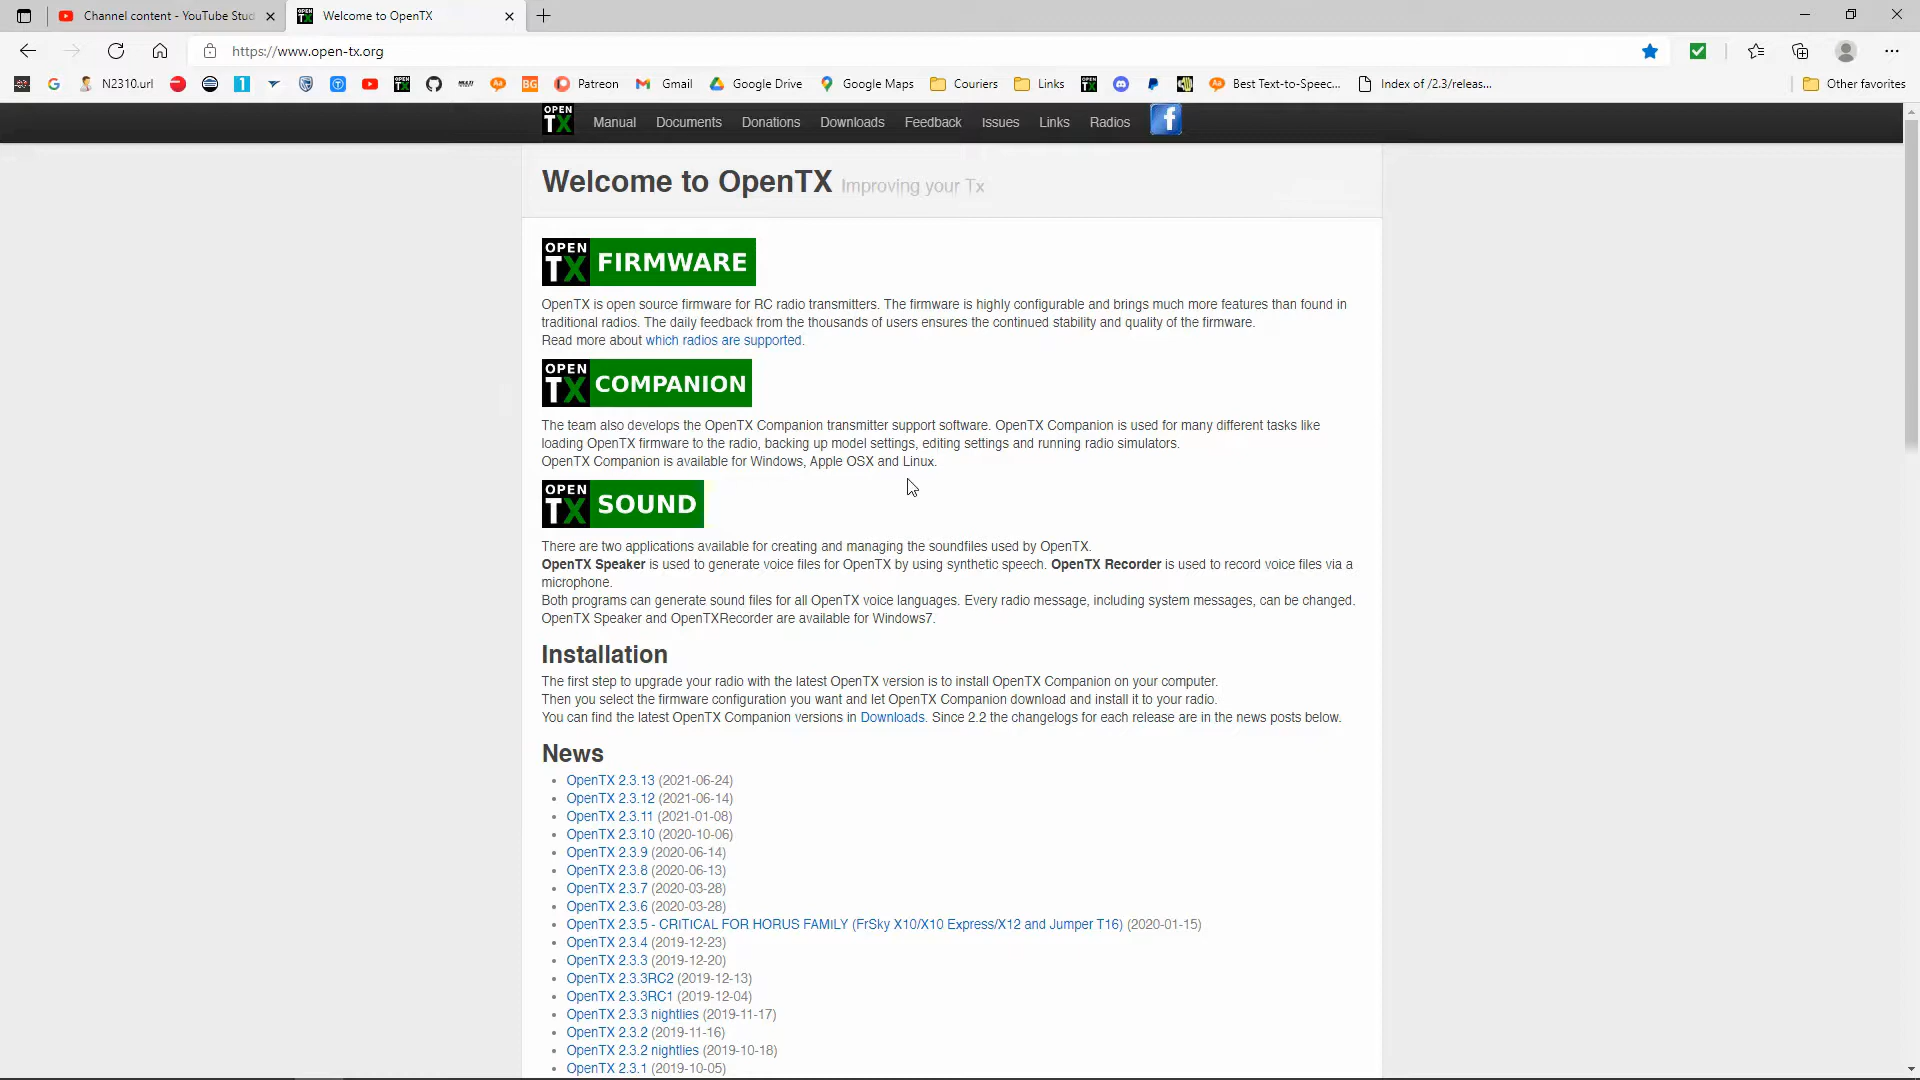 Channel content - YouTube Stud
Welcome to OpenTX
https://www.open-tx.org
N2310.url
Patreon
Gmail
Google Drive
Google Maps
Couriers
Links
Best Text-to-Speec...
Index of /2.3/releas...
Other favorites
OPEN TX
Manual
Documents
Donations
Downloads
Feedback
Issues
Links
Radios
Welcome to OpenTX Improving your Tx
OPEN TX FIRMWARE
OpenTX is open source firmware for RC radio transmitters. The firmware is highly configurable and brings much more features than found in
traditional radios. The daily feedback from the thousands of users ensures the continued stability and quality of the firmware.
Read more about which radios are supported.
OPEN TX COMPANION
The team also develops the OpenTX Companion transmitter support software. OpenTX Companion is used for many different tasks like
loading OpenTX firmware to the radio, backing up model settings, editing settings and running radio simulators.
OpenTX Companion is available for Windows, Apple OSX and Linux.
OPEN TX SOUND
There are two applications available for creating and managing the soundfiles used by OpenTX.
OpenTX Speaker is used to generate voice files for OpenTX by using synthetic speech. OpenTX Recorder is used to record voice files via a
microphone.
Both programs can generate sound files for all OpenTX voice languages. Every radio message, including system messages, can be changed.
OpenTX Speaker and OpenTXRecorder are available for Windows7.
Installation
The first step to upgrade your radio with the latest OpenTX version is to install OpenTX Companion on your computer.
Then you select the firmware configuration you want and let OpenTX Companion download and install it to your radio.
You can find the latest OpenTX Companion versions in Downloads. Since 2.2 the changelogs for each release are in the news posts below.
News
• OpenTX 2.3.13 (2021-06-24)
• OpenTX 2.3.12 (2021-06-14)
• OpenTX 2.3.11 (2021-01-08)
• OpenTX 2.3.10 (2020-10-06)
• OpenTX 2.3.9 (2020-06-14)
• OpenTX 2.3.8 (2020-06-13)
• OpenTX 2.3.7 (2020-03-28)
• OpenTX 2.3.6 (2020-03-28)
• OpenTX 2.3.5 - CRITICAL FOR HORUS FAMILY (FrSky X10/X10 Express/X12 and Jumper T16) (2020-01-15)
• OpenTX 2.3.4 (2019-12-23)
• OpenTX 2.3.3 (2019-12-20)
• OpenTX 2.3.3RC2 (2019-12-13)
• OpenTX 2.3.3RC1 (2019-12-04)
• OpenTX 2.3.3 nightlies (2019-11-17)
• OpenTX 2.3.2 (2019-11-16)
• OpenTX 2.3.2 nightlies (2019-10-18)
• OpenTX 2.3.1 (2019-10-05)